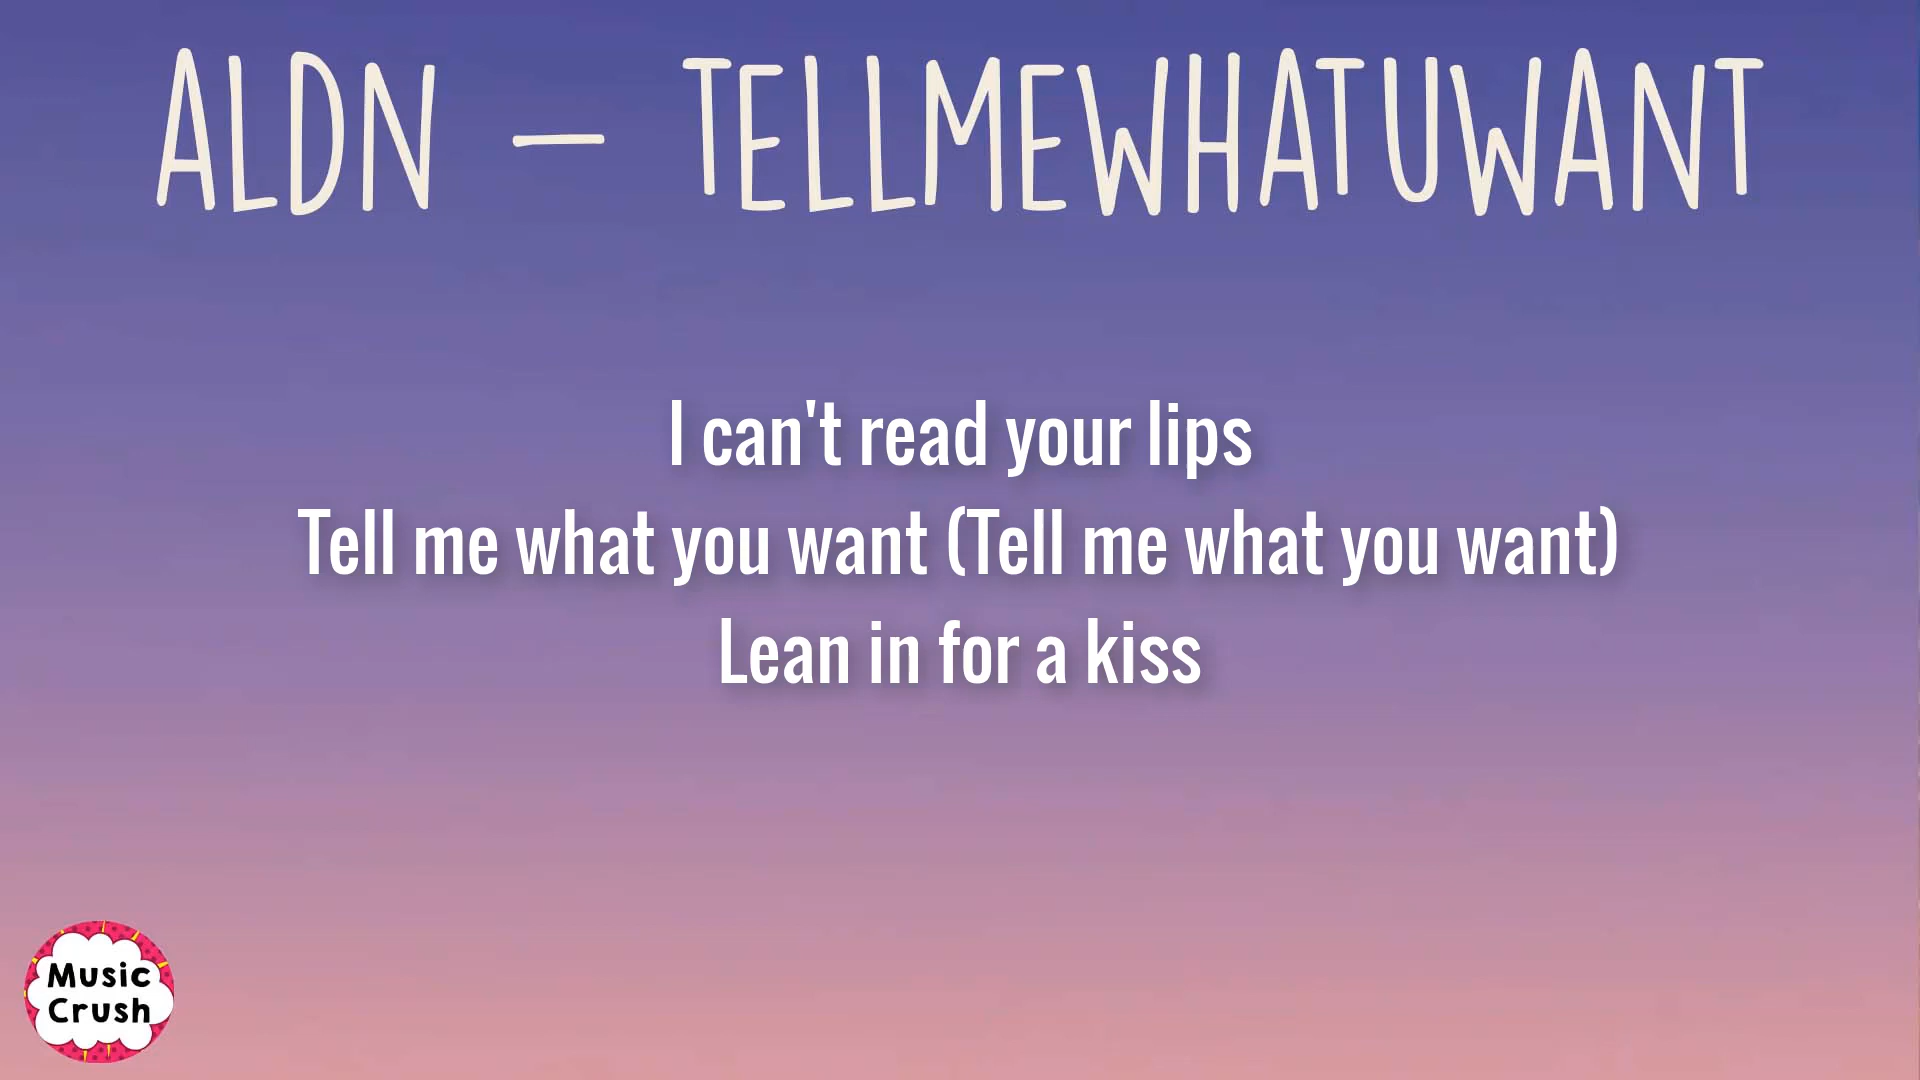 ALDN — TELLMEWHATUWANT
I can't read your lips
Tell me what you want (Tell me what you want)
Lean in for a kiss
Music
Crush